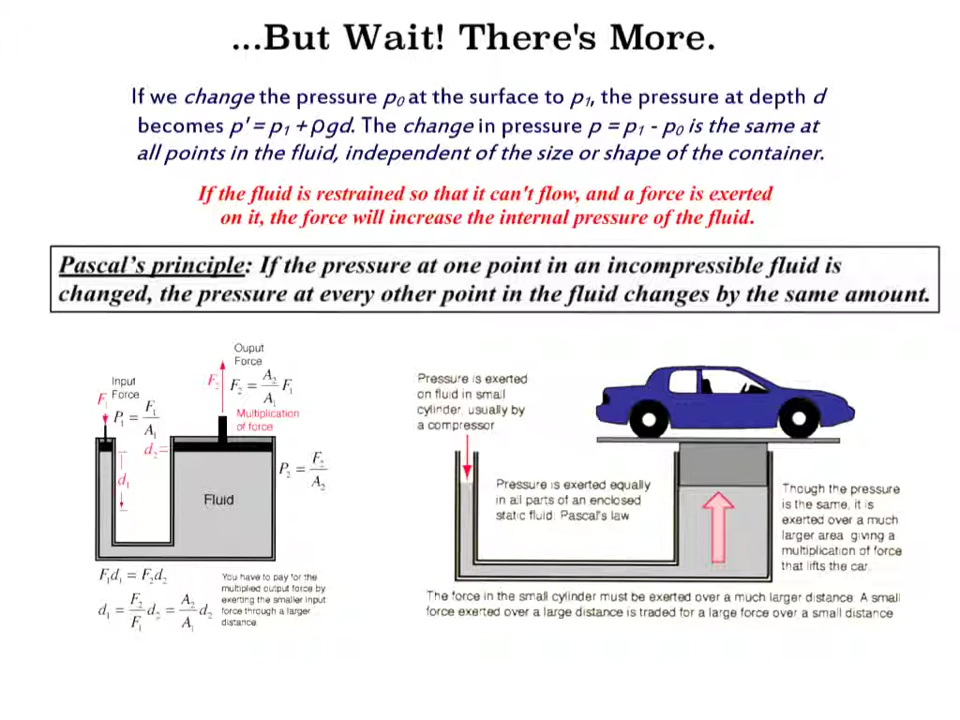 ...But Wait! There's More.
If we change the pressure p₀ at the surface to p₁, the pressure at depth d
becomes p' = p₁ + ρgd. The change in pressure p = p₁ - p₀ is the same at
all points in the fluid, independent of the size or shape of the container.
If the fluid is restrained so that it can't flow, and a force is exerted
on it, the force will increase the internal pressure of the fluid.
Pascal's principle: If the pressure at one point in an incompressible fluid is
changed, the pressure at every other point in the fluid changes by the same amount.
Input
Force
F₁
P₁ = F₁/A₁
d₁
Ouput
Force
F₂
F₂ = A₂/A₁ F₁
Multiplication
of force
d₂=
P₂ = F₂/A₂
Fluid
F₁d₁ = F₂d₂
d₁ = F₂/F₁ d₂ = A₂/A₁ d₂
You have to pay for the
multiplied output force by
exerting the smaller input
force through a larger
distance.
Pressure is exerted
on fluid in small
cylinder, usually by
a compressor
Pressure is exerted equally
in all parts of an enclosed
static fluid: Pascal's law
Though the pressure
is the same, it is
exerted over a much
larger area giving a
multiplication of force
that lifts the car.
The force in the small cylinder must be exerted over a much larger distance. A small
force exerted over a large distance is traded for a large force over a small distance